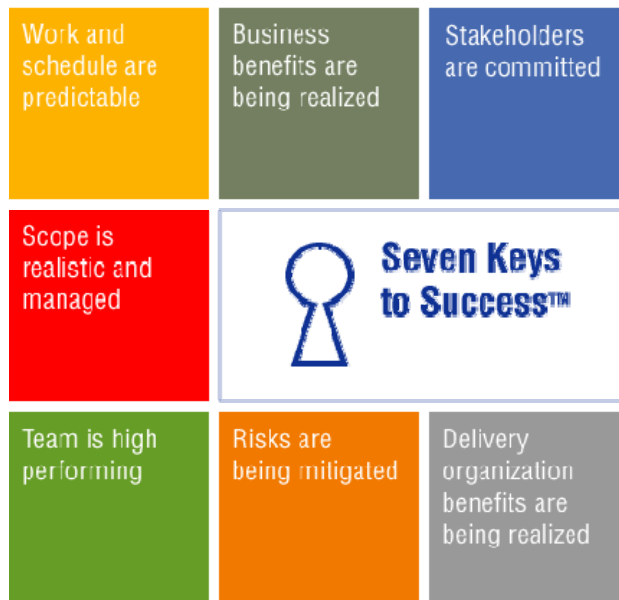 Work and
schedule are
predictable
Business
benefits are
being realized
Stakeholders
are committed
Scope is
realistic and
managed
Seven Keys
to Success™
Team is high
performing
Risks are
being mitigated
Delivery
organization
benefits are
being realized